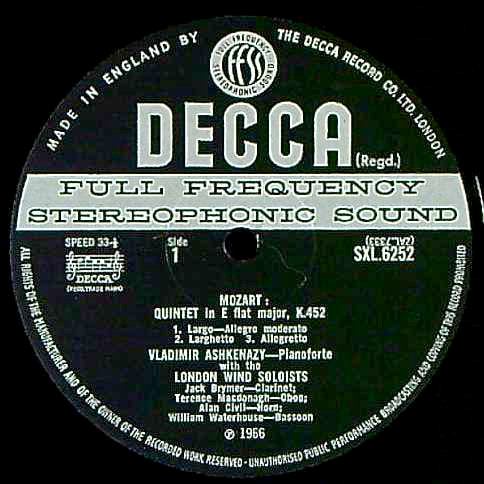 MADE IN ENGLAND BY THE DECCA RECORD CO. LTD, LONDON
FULL FREQUENCY
ffss
STEREOPHONIC SOUND
DECCA
(Regd.)
FULL FREQUENCY
STEREOPHONIC SOUND
SPEED 33⅓
Side
1
(ZAL.7333)
SXL.6252
DECCA
(REGD. TRADE MARK)
MOZART :
QUINTET in E flat major, K.452
1. Largo—Allegro moderato
2. Larghetto 3. Allegretto
VLADIMIR ASHKENAZY—Pianoforte
with the
LONDON WIND SOLOISTS
Jack Brymer—Clarinet;
Terence Macdonagh—Oboe;
Alan Civil—Horn;
William Waterhouse—Bassoon
℗ 1966
ALL RIGHTS OF THE MANUFACTURER AND OF THE OWNER OF THE RECORDED WORK RESERVED - UNAUTHORISED PUBLIC PERFORMANCE BROADCASTING AND COPYING OF THIS RECORD PROHIBITED